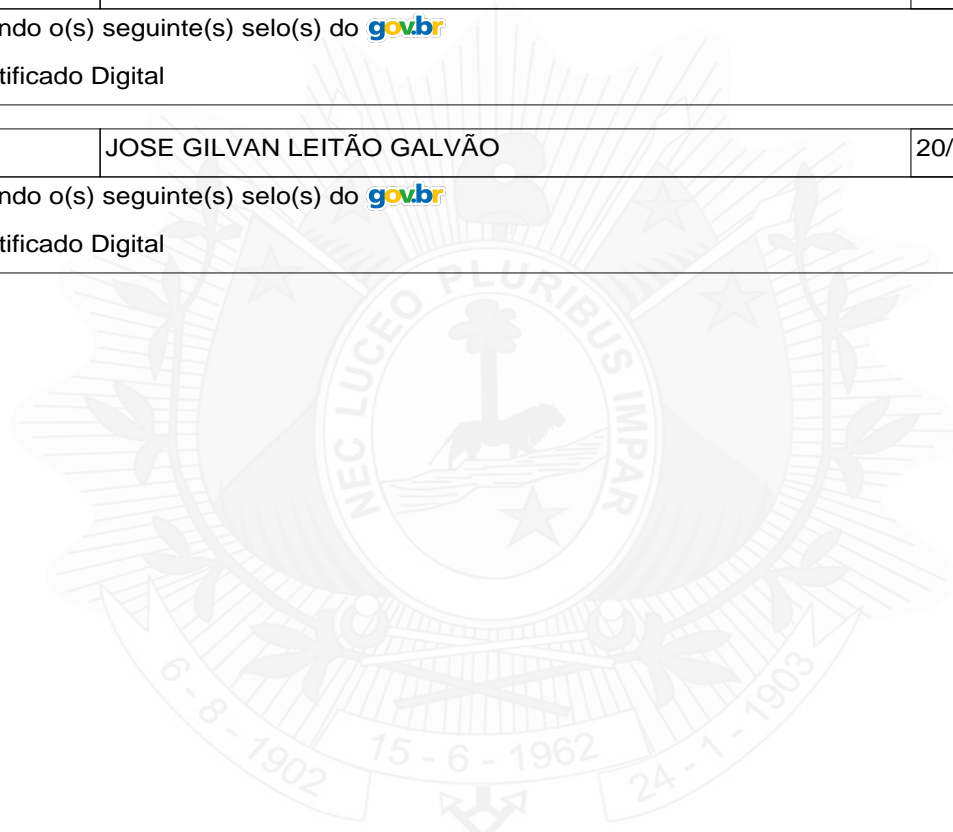 ndo o(s) seguinte(s) selo(s) do gov.br
tificado Digital
JOSE GILVAN LEITÃO GALVÃO 20/
ndo o(s) seguinte(s) selo(s) do gov.br
tificado Digital
NEC LUCEO PLURIBUS IMPAR
6 - 8 - 1902 15 - 6 - 1962 24 - 1 - 1903